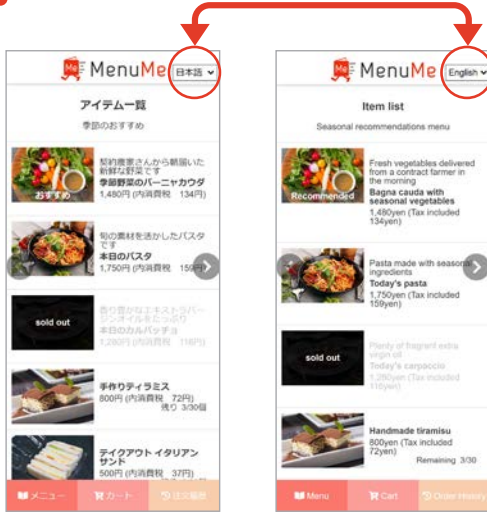 Me MenuMe 日本語
アイテム一覧
季節のおすすめ
おすすめ
契約農家さんから朝届いた
新鮮な野菜です
季節野菜のバーニャカウダ
1,480円 (内消費税 134円)
旬の素材を活かしたパスタ
です
本日のパスタ
1,750円 (内消費税 159円)
sold out
香り豊かなエキストラバー
ジンオイルをたっぷり
本日のカルパッチョ
1,280円 (内消費税 116円)
手作りティラミス
800円 (内消費税 72円)
残り 3/30個
テイクアウト イタリアン
サンド
500円 (内消費税 37円)
メニュー カート 注文履歴
Me MenuMe English
Item list
Seasonal recommendations menu
Recommended
Fresh vegetables delivered
from a contract farmer in
the morning
Bagna cauda with
seasonal vegetables
1,480yen (Tax included
134yen)
Pasta made with seasonal
ingredients
Today's pasta
1,750yen (Tax included
159yen)
sold out
Plenty of fragrant extra
virgin oil
Today's carpaccio
1,280yen (Tax included
116yen)
Handmade tiramisu
800yen (Tax included
72yen)
Remaining 3/30
Menu Cart Order History